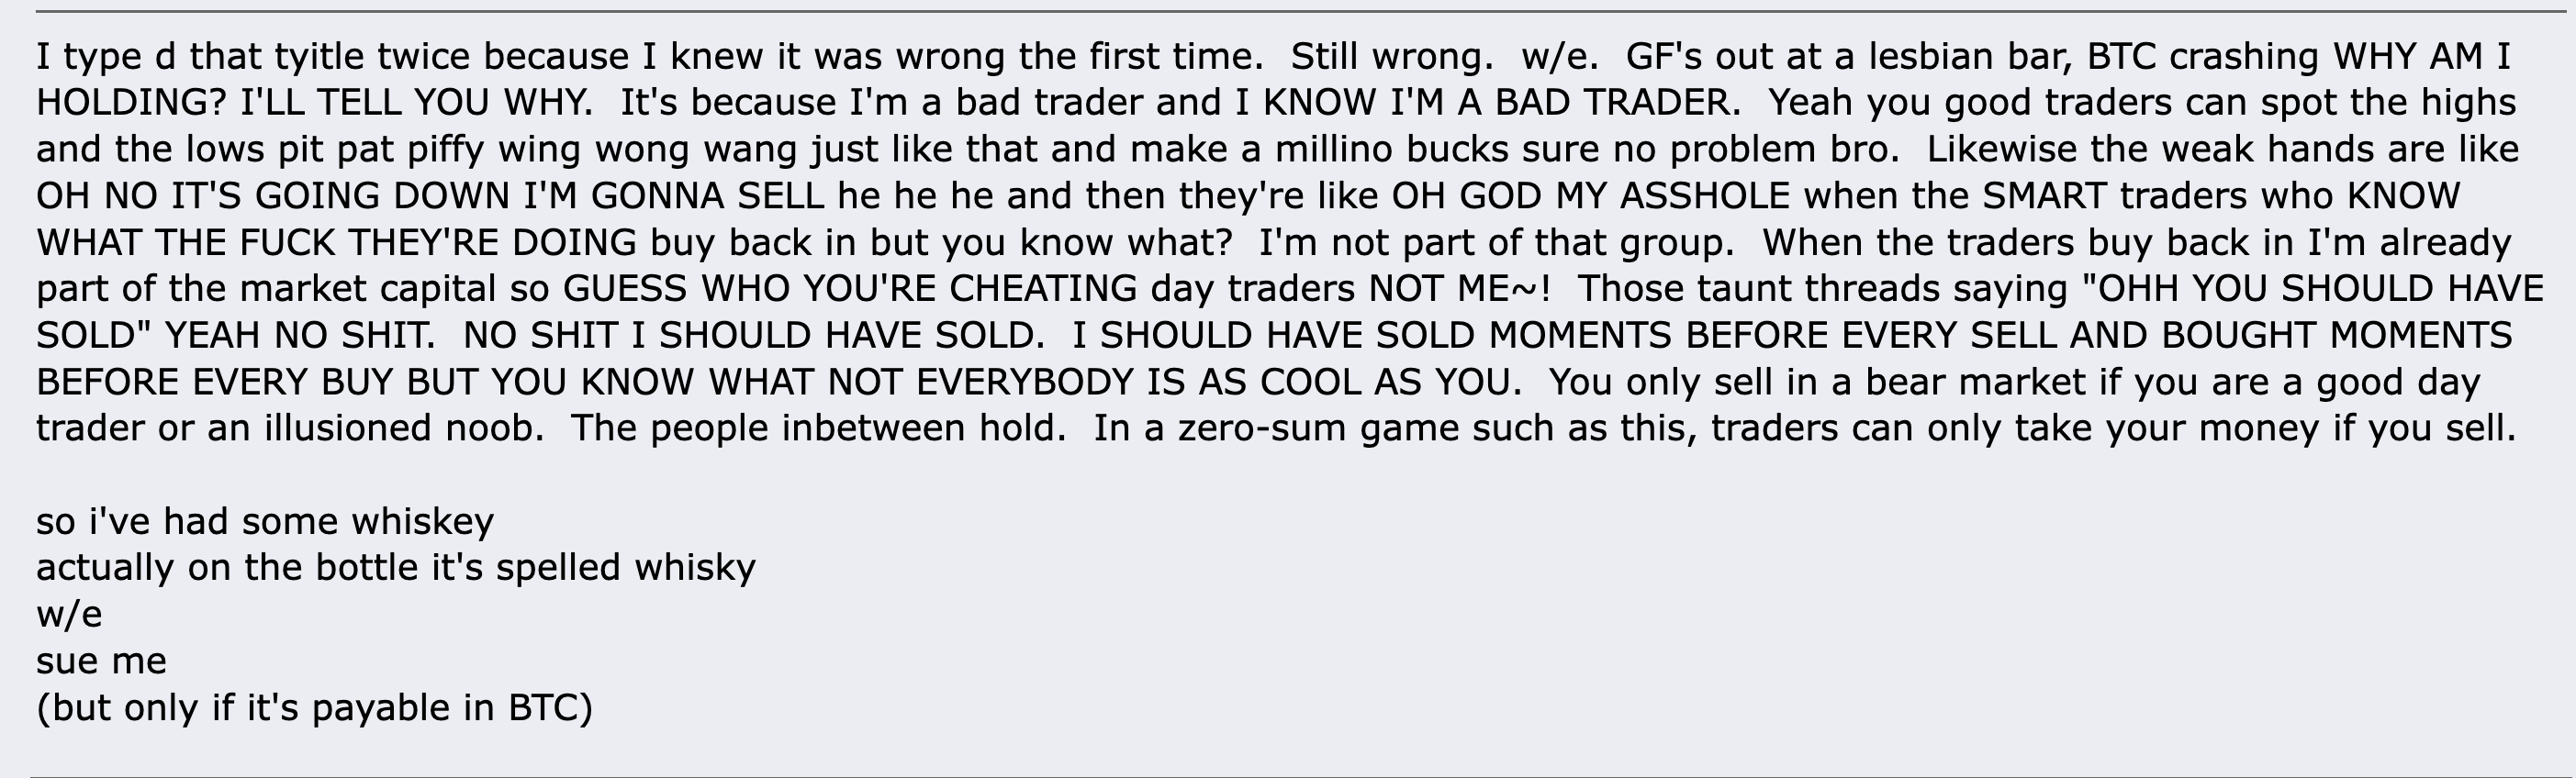 I type d that tyitle twice because I knew it was wrong the first time.  Still wrong.  w/e.  GF's out at a lesbian bar, BTC crashing WHY AM I
HOLDING? I'LL TELL YOU WHY.  It's because I'm a bad trader and I KNOW I'M A BAD TRADER.  Yeah you good traders can spot the highs
and the lows pit pat piffy wing wong wang just like that and make a millino bucks sure no problem bro.  Likewise the weak hands are like
OH NO IT'S GOING DOWN I'M GONNA SELL he he he and then they're like OH GOD MY ASSHOLE when the SMART traders who KNOW
WHAT THE FUCK THEY'RE DOING buy back in but you know what?  I'm not part of that group.  When the traders buy back in I'm already
part of the market capital so GUESS WHO YOU'RE CHEATING day traders NOT ME~!  Those taunt threads saying "OHH YOU SHOULD HAVE
SOLD" YEAH NO SHIT.  NO SHIT I SHOULD HAVE SOLD.  I SHOULD HAVE SOLD MOMENTS BEFORE EVERY SELL AND BOUGHT MOMENTS
BEFORE EVERY BUY BUT YOU KNOW WHAT NOT EVERYBODY IS AS COOL AS YOU.  You only sell in a bear market if you are a good day
trader or an illusioned noob.  The people inbetween hold.  In a zero-sum game such as this, traders can only take your money if you sell.

so i've had some whiskey
actually on the bottle it's spelled whisky
w/e
sue me
(but only if it's payable in BTC)